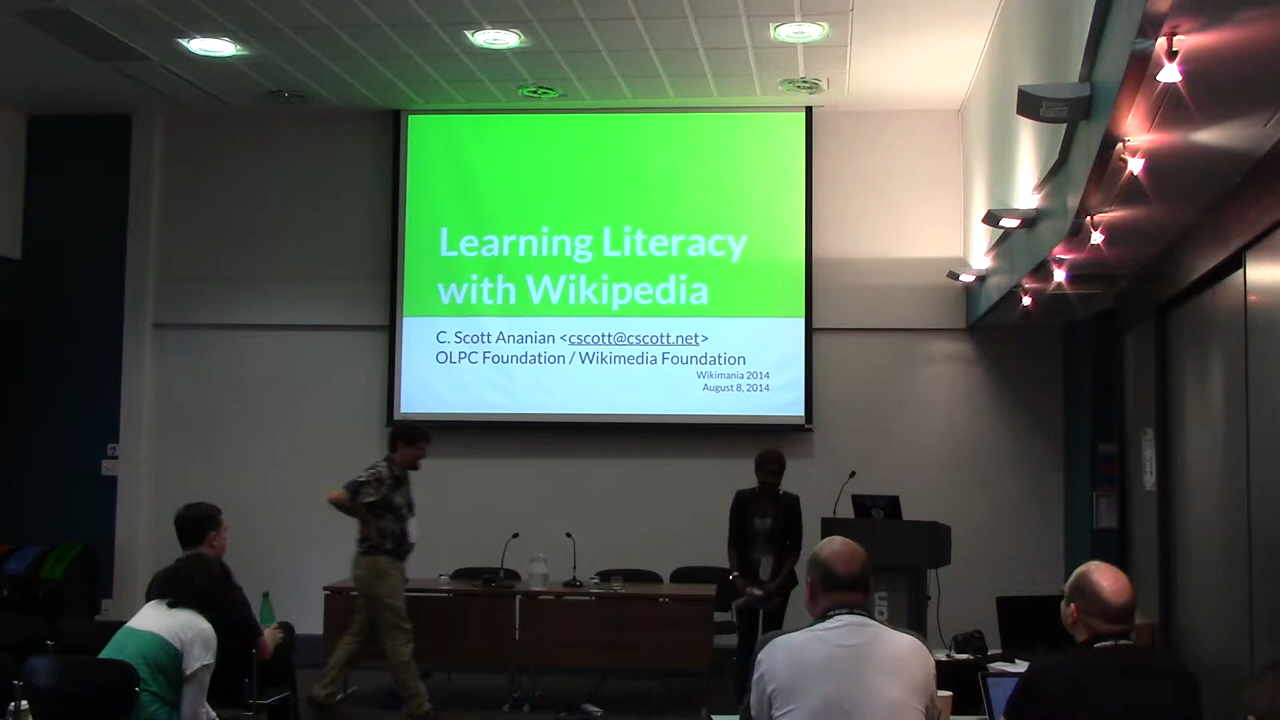 Learning Literacy
with Wikipedia
C. Scott Ananian <cscott@cscott.net>
OLPC Foundation / Wikimedia Foundation
Wikimania 2014
August 8, 2014